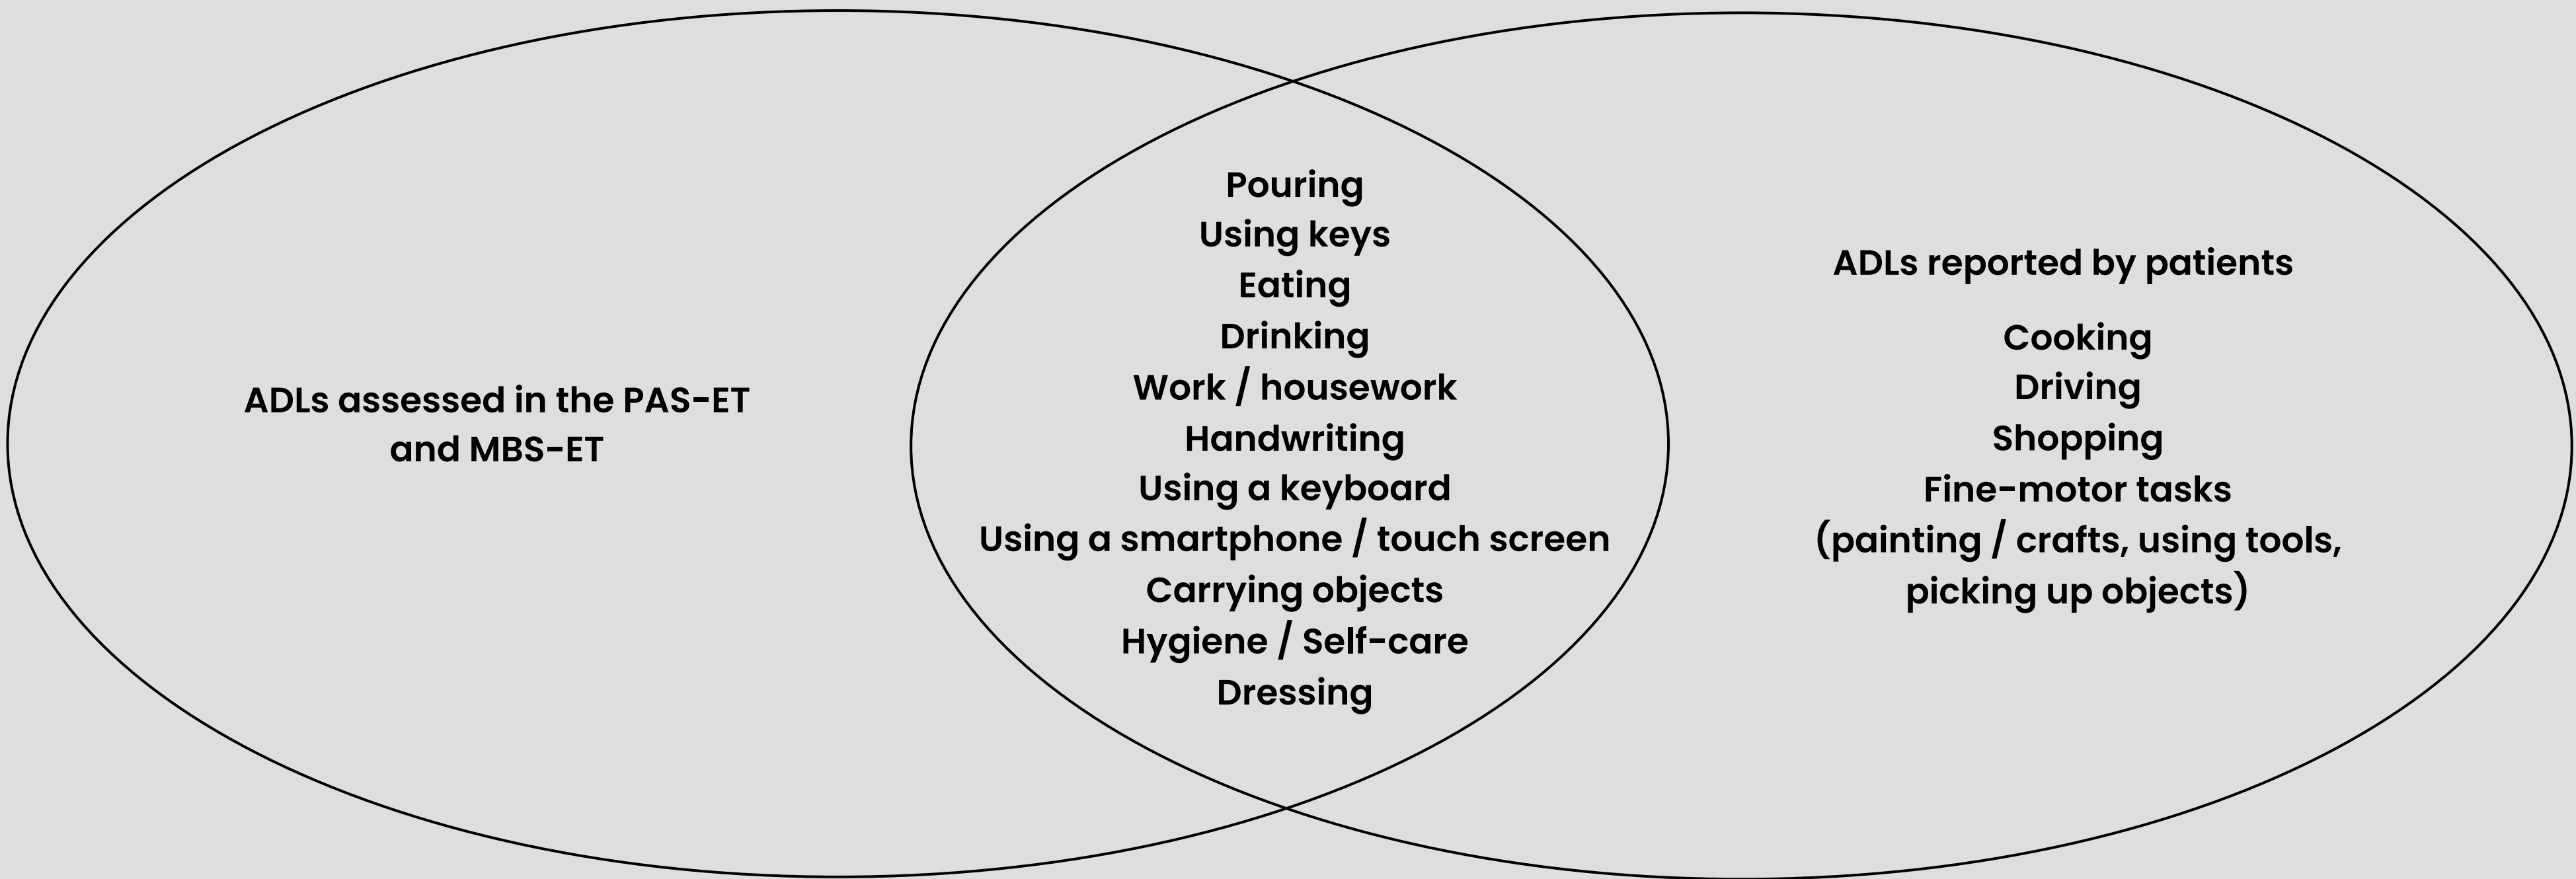 ADLs assessed in the PAS-ET
and MBS-ET
Pouring
Using keys
Eating
Drinking
Work / housework
Handwriting
Using a keyboard
Using a smartphone / touch screen
Carrying objects
Hygiene / Self-care
Dressing
ADLs reported by patients
Cooking
Driving
Shopping
Fine-motor tasks
(painting / crafts, using tools,
picking up objects)